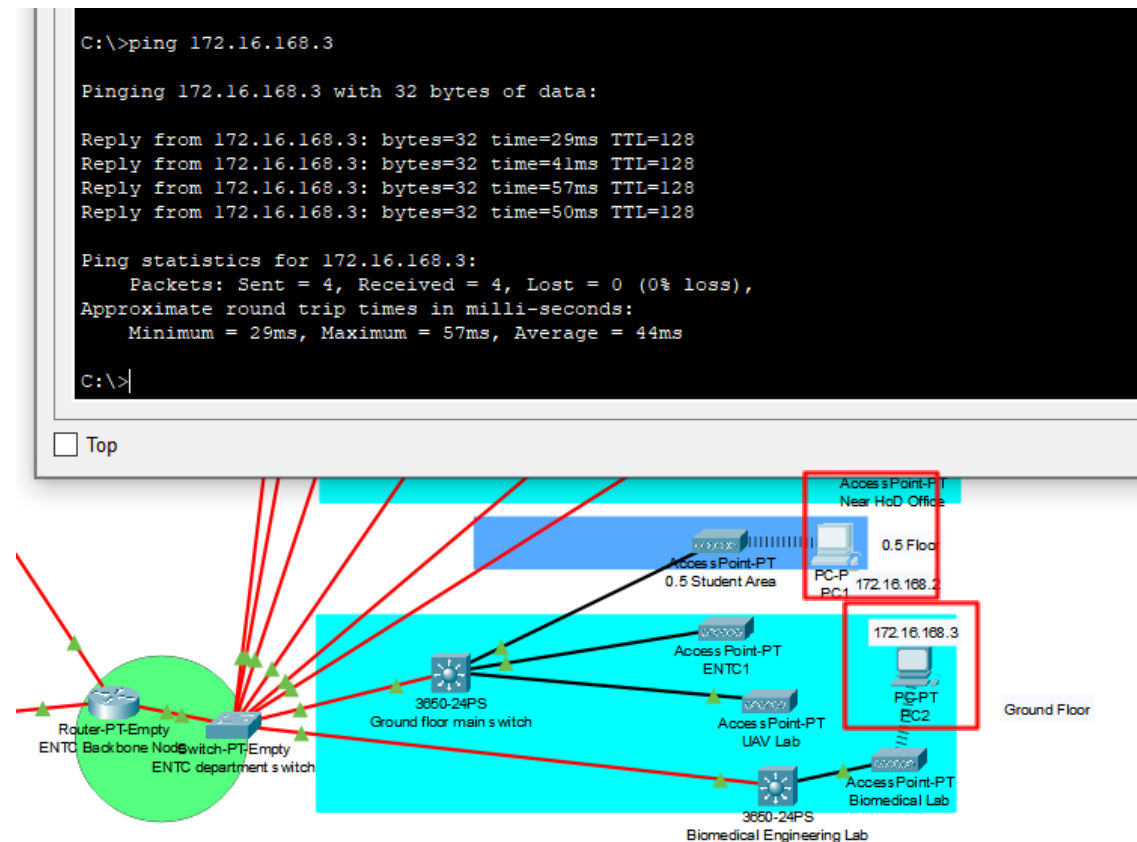 C:\>ping 172.16.168.3
Pinging 172.16.168.3 with 32 bytes of data:
Reply from 172.16.168.3: bytes=32 time=29ms TTL=128
Reply from 172.16.168.3: bytes=32 time=41ms TTL=128
Reply from 172.16.168.3: bytes=32 time=57ms TTL=128
Reply from 172.16.168.3: bytes=32 time=50ms TTL=128
Ping statistics for 172.16.168.3:
Packets: Sent = 4, Received = 4, Lost = 0 (0% loss),
Approximate round trip times in milli-seconds:
Minimum = 29ms, Maximum = 57ms, Average = 44ms
C:\>
Top
AccessPoint-PT
Near HoD Office
0.5 Floor
AccessPoint-PT
0.5 Student Area
PC-P
PC1
172.16.168.2
172.16.168.3
AccessPoint-PT
ENTC1
PC-PT
PC2
Ground Floor
3650-24PS
Ground floor main switch
AccessPoint-PT
UAV Lab
Router-PT-Empty
ENTC Backbone Node
Switch-PT-Empty
ENTC department switch
AccessPoint-PT
Biomedical Lab
3650-24PS
Biomedical Engineering Lab